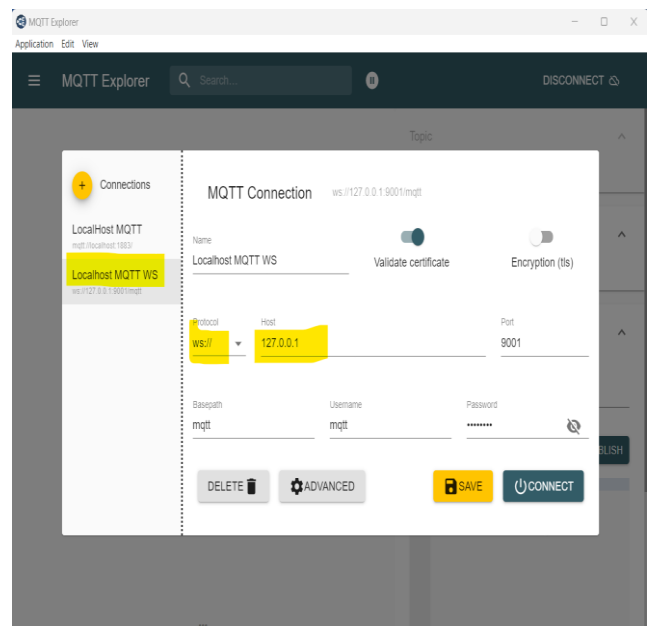 MQTT Explorer
Application Edit View
MQTT Explorer
Search...
DISCONNECT
Topic
Connections
LocalHost MQTT
mqtt://localhost:1883/
Localhost MQTT WS
ws://127.0.0.1:9001/mqtt
MQTT Connection ws://127.0.0.1:9001/mqtt
Name
Localhost MQTT WS
Validate certificate
Encryption (tls)
Protocol Host Port
ws:// 127.0.0.1 9001
Basepath Username Password
mqtt mqtt ••••••••
DELETE ADVANCED SAVE CONNECT
BLISH